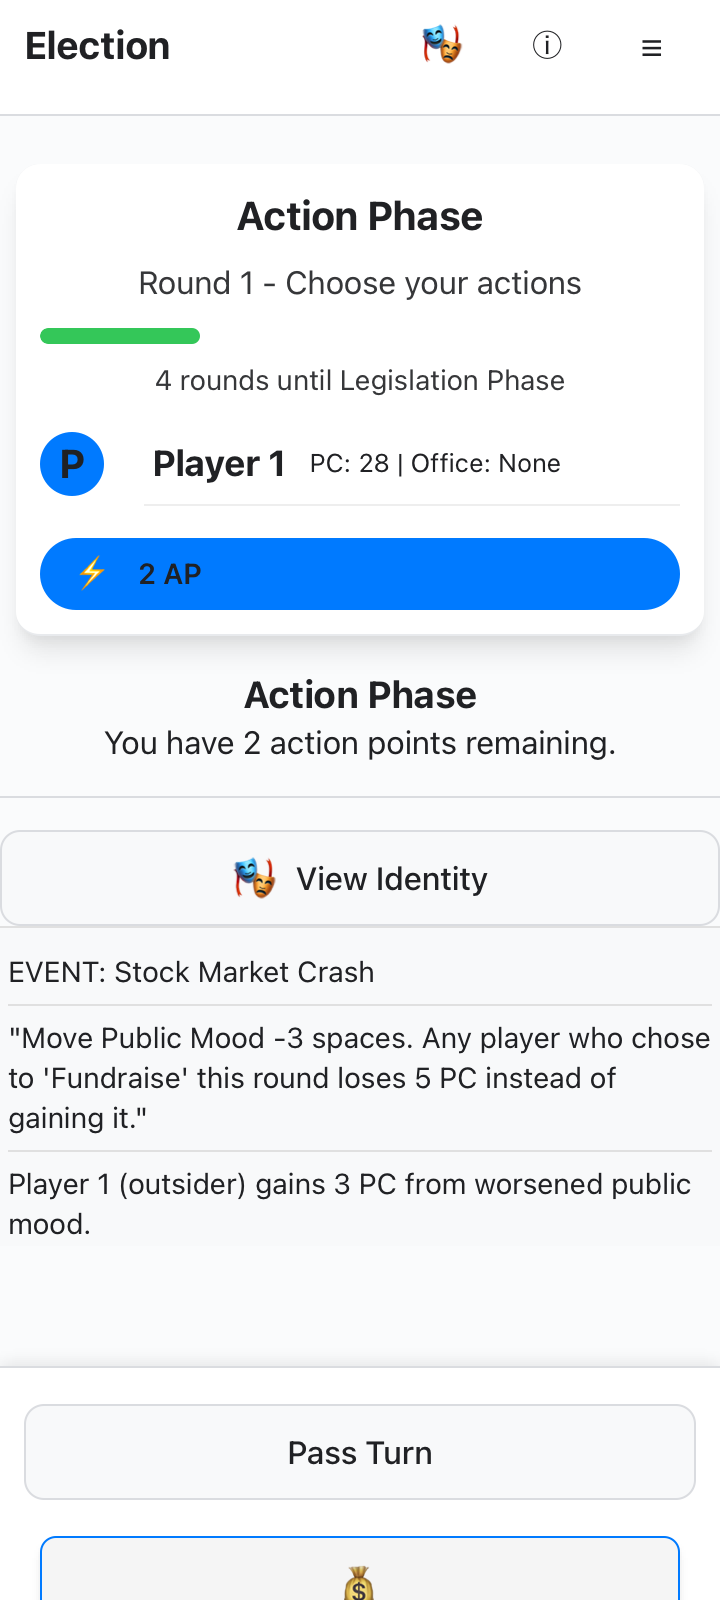 Election
Action Phase
Round 1 - Choose your actions
4 rounds until Legislation Phase
P
Player 1 PC: 28 | Office: None
2 AP
Action Phase
You have 2 action points remaining.
View Identity
EVENT: Stock Market Crash
"Move Public Mood -3 spaces. Any player who chose
to 'Fundraise' this round loses 5 PC instead of
gaining it."
Player 1 (outsider) gains 3 PC from worsened public
mood.
Pass Turn